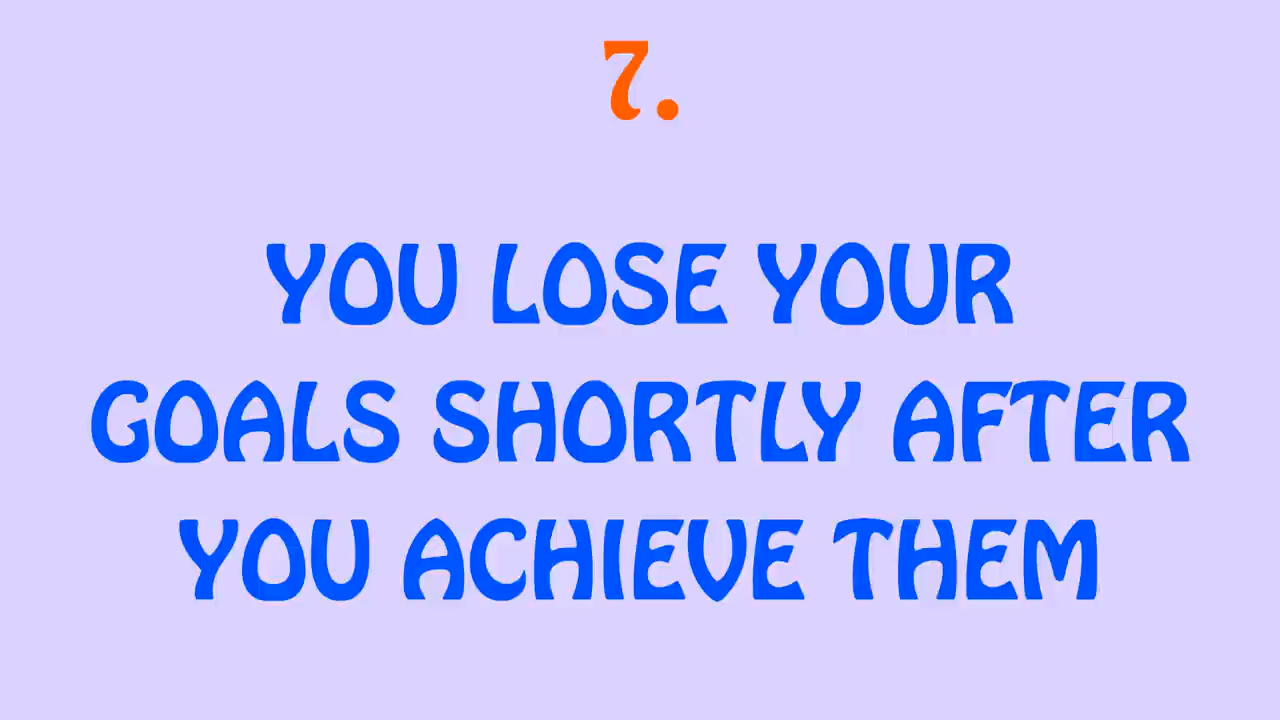 7.
YOU LOSE YOUR
GOALS SHORTLY AFTER
YOU ACHIEVE THEM